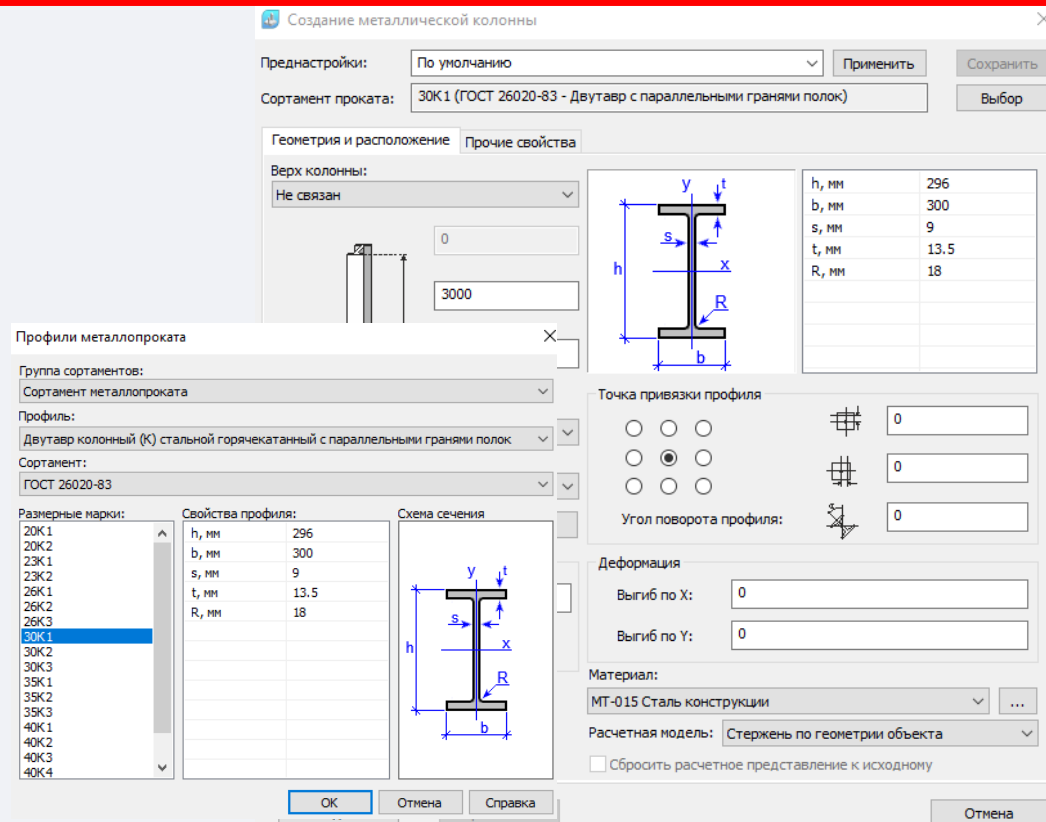 Создание металлической колонны
Преднастройки: По умолчанию Применить Сохранить
Сортамент проката: 30К1 (ГОСТ 26020-83 - Двутавр с параллельными гранями полок) Выбор
Геометрия и расположение Прочие свойства
Верх колонны:
Не связан
0
3000
y t
s
h x
R
b
h, мм 296
b, мм 300
s, мм 9
t, мм 13.5
R, мм 18
Точка привязки профиля
0
0
Угол поворота профиля: 0
Деформация
Выгиб по X: 0
Выгиб по Y: 0
Материал:
МТ-015 Сталь конструкции ...
Расчетная модель: Стержень по геометрии объекта
Сбросить расчетное представление к исходному
Отмена
Профили металлопроката
Группа сортаментов:
Сортамент металлопроката
Профиль:
Двутавр колонный (К) стальной горячекатанный с параллельными гранями полок
Сортамент:
ГОСТ 26020-83
Размерные марки:
20К1
20К2
23К1
23К2
26К1
26К2
26К3
30К1
30К2
30К3
35К1
35К2
35К3
40К1
40К2
40К3
40К4
Свойства профиля:
h, мм 296
b, мм 300
s, мм 9
t, мм 13.5
R, мм 18
Схема сечения
y t
s
h x
R
b
ОК Отмена Справка